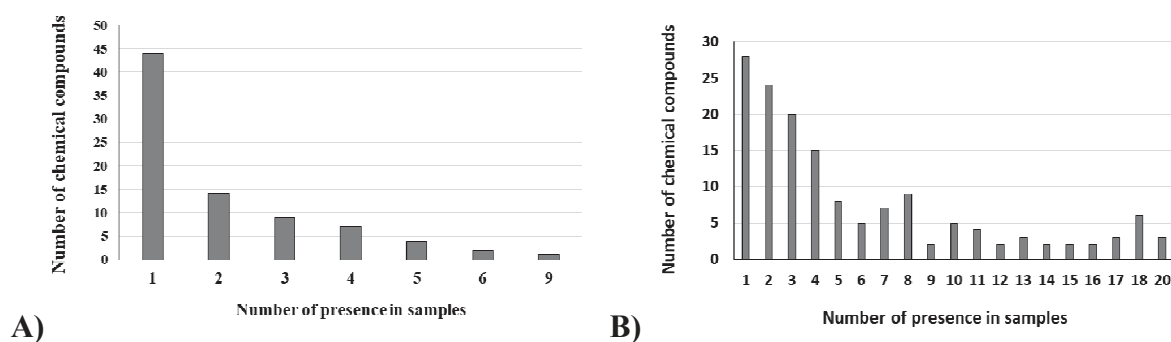 Number of chemical compounds
50
45
40
35
30
25
20
15
10
5
0
1 2 3 4 5 6 9
Number of presence in samples
A)
Number of chemical compounds
30
25
20
15
10
5
0
1 2 3 4 5 6 7 8 9 10 11 12 13 14 15 16 17 18 20
Number of presence in samples
B)